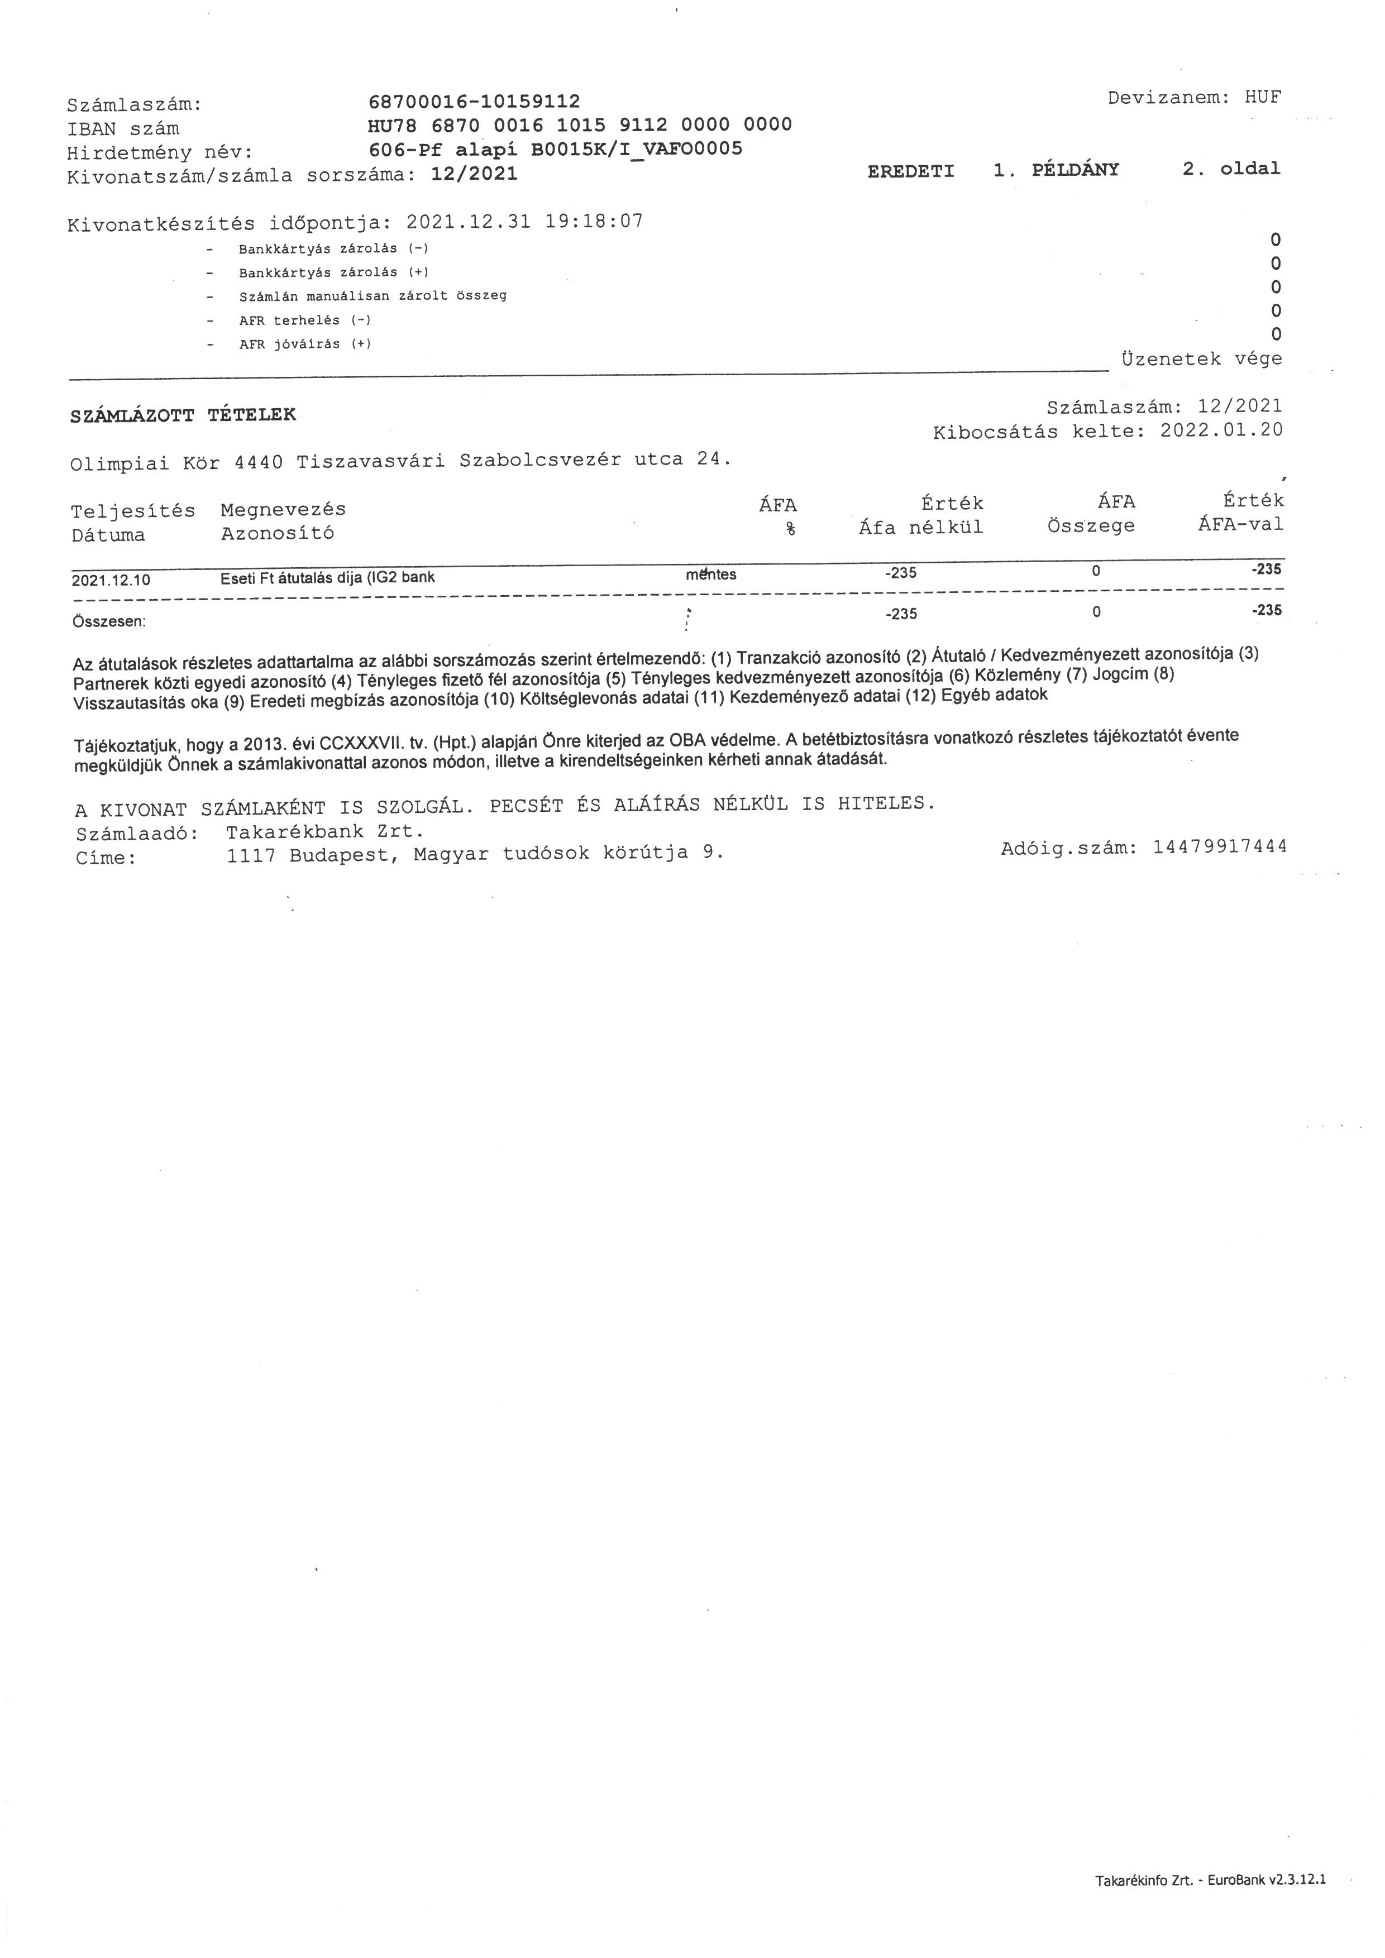 Számlaszám: 68700016-10159112 Devizanem: HUF
IBAN szám HU78 6870 0016 1015 9112 0000 0000
Hirdetmény név: 606-Pf alapi B0015K/I_VAFO0005
Kivonatszám/számla sorszáma: 12/2021 EREDETI 1. PÉLDÁNY 2. oldal
Kivonatkészítés időpontja: 2021.12.31 19:18:07
- Bankkártyás zárolás (-) 0
- Bankkártyás zárolás (+) 0
- Számlán manuálisan zárolt összeg 0
- AFR terhelés (-) 0
- AFR jóváírás (+) 0
Üzenetek vége
SZÁMLÁZOTT TÉTELEK Számlaszám: 12/2021
Kibocsátás kelte: 2022.01.20
Olimpiai Kör 4440 Tiszavasvári Szabolcsvezér utca 24.
Teljesítés Megnevezés ÁFA Érték ÁFA Érték
Dátuma Azonosító % Áfa nélkül Összege ÁFA-val
2021.12.10 Eseti Ft átutalás díja (IG2 bank mentes -235 0 -235
Összesen: -235 0 -235
Az átutalások részletes adattartalma az alábbi sorszámozás szerint értelmezendő: (1) Tranzakció azonosító (2) Átutaló / Kedvezményezett azonosítója (3)
Partnerek közti egyedi azonosító (4) Tényleges fizető fél azonosítója (5) Tényleges kedvezményezett azonosítója (6) Közlemény (7) Jogcím (8)
Visszautasítás oka (9) Eredeti megbízás azonosítója (10) Költséglevonás adatai (11) Kezdeményező adatai (12) Egyéb adatok
Tájékoztatjuk, hogy a 2013. évi CCXXXVII. tv. (Hpt.) alapján Önre kiterjed az OBA védelme. A betétbiztosításra vonatkozó részletes tájékoztatót évente
megküldjük Önnek a számlakivonattal azonos módon, illetve a kirendeltségeinken kérheti annak átadását.
A KIVONAT SZÁMLAKÉNT IS SZOLGÁL. PECSÉT ÉS ALÁÍRÁS NÉLKÜL IS HITELES.
Számlaadó: Takarékbank Zrt.
Címe: 1117 Budapest, Magyar tudósok körútja 9. Adóig.szám: 14479917444
Takarékinfo Zrt. - EuroBank v2.3.12.1